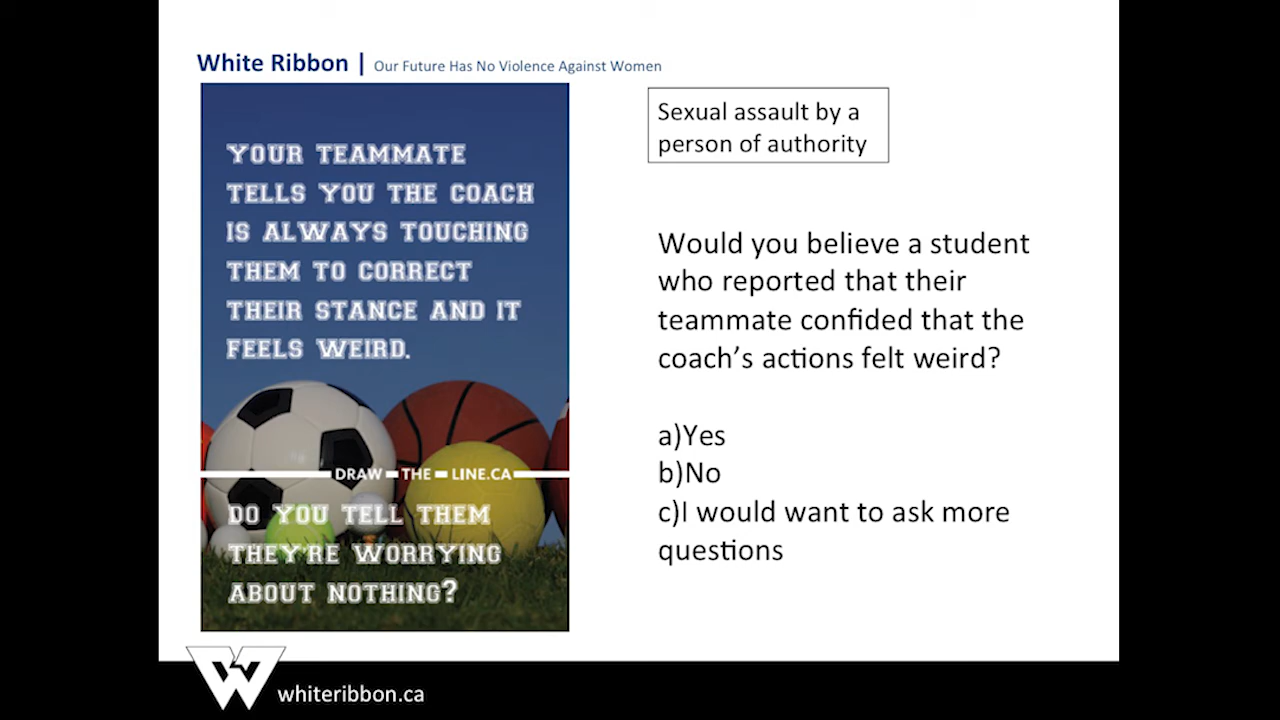 White Ribbon | Our Future Has No Violence Against Women
YOUR TEAMMATE
TELLS YOU THE COACH
IS ALWAYS TOUCHING
THEM TO CORRECT
THEIR STANCE AND IT
FEELS WEIRD.
DRAW THE LINE.CA
DO YOU TELL THEM
THEY'RE WORRYING
ABOUT NOTHING?
Sexual assault by a
person of authority
Would you believe a student
who reported that their
teammate confided that the
coach’s actions felt weird?
a)Yes
b)No
c)I would want to ask more
questions
whiteribbon.ca